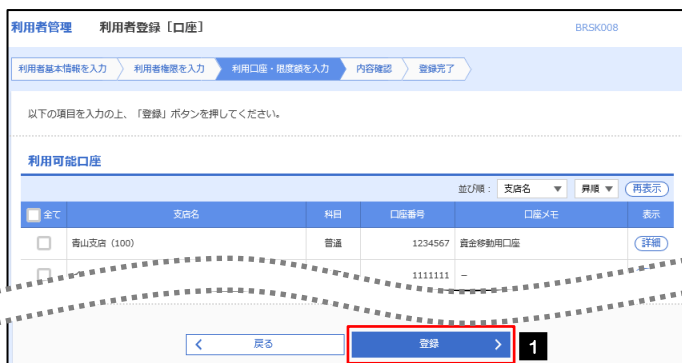 利用者管理 利用者登録［口座］ BRSK008
利用者基本情報を入力 利用者権限を入力 利用口座・限度額を入力 内容確認 登録完了
以下の項目を入力の上、「登録」ボタンを押してください。
利用可能口座
並び順： 支店名 ▼ 昇順 ▼ 再表示
全て 支店名 科目 口座番号 口座メモ 表示
青山支店（100） 普通 1234567 資金移動用口座 詳細
1111111 －
戻る 登録 1